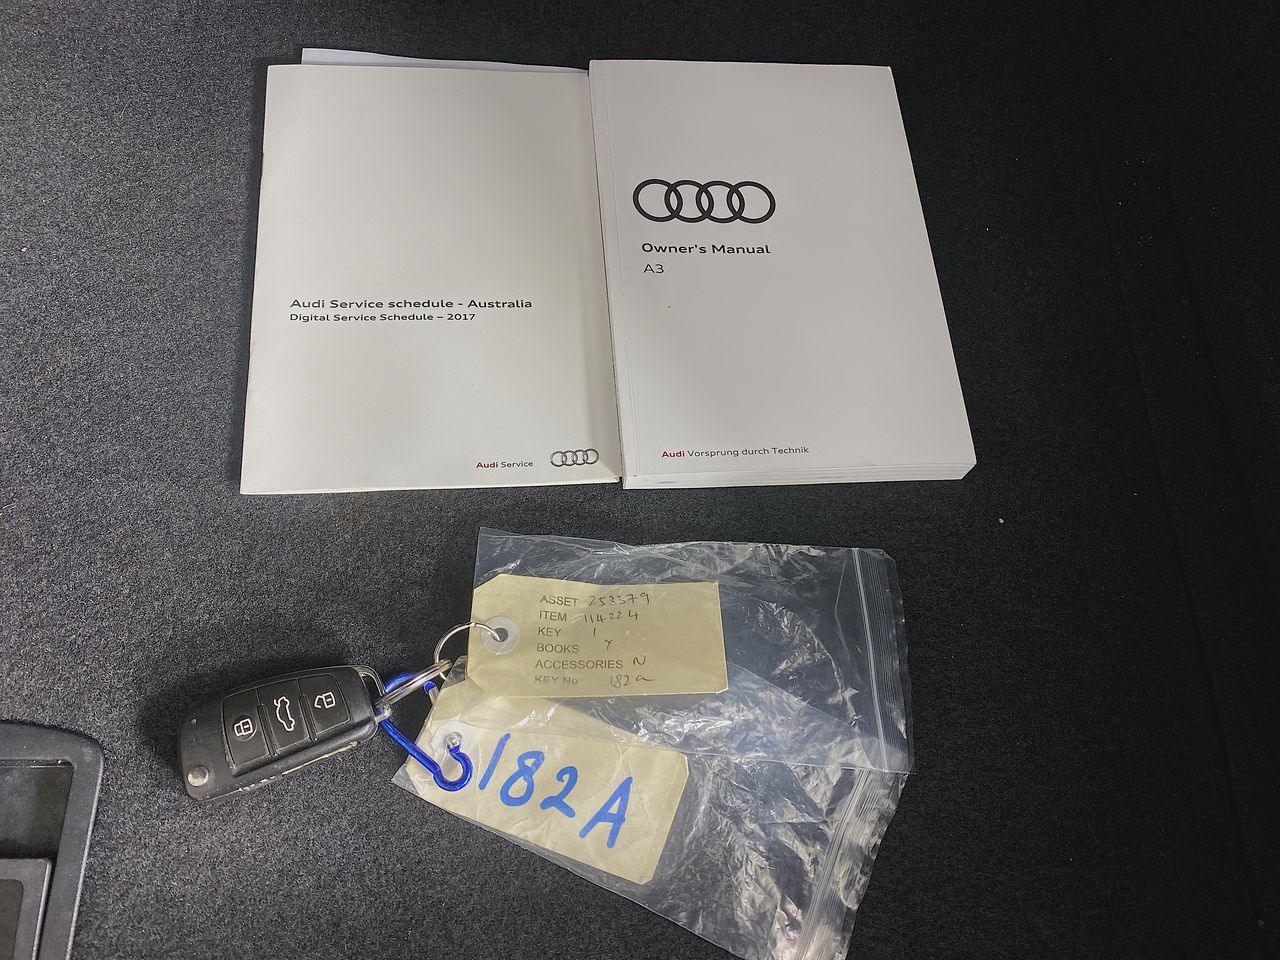 Audi Service schedule - Australia
Digital Service Schedule – 2017
Audi Service
Owner's Manual
A3
Audi Vorsprung durch Technik
ASSET 253379
ITEM 114224
KEY 1
BOOKS Y
ACCESSORIES N
KEY No 182a
182A